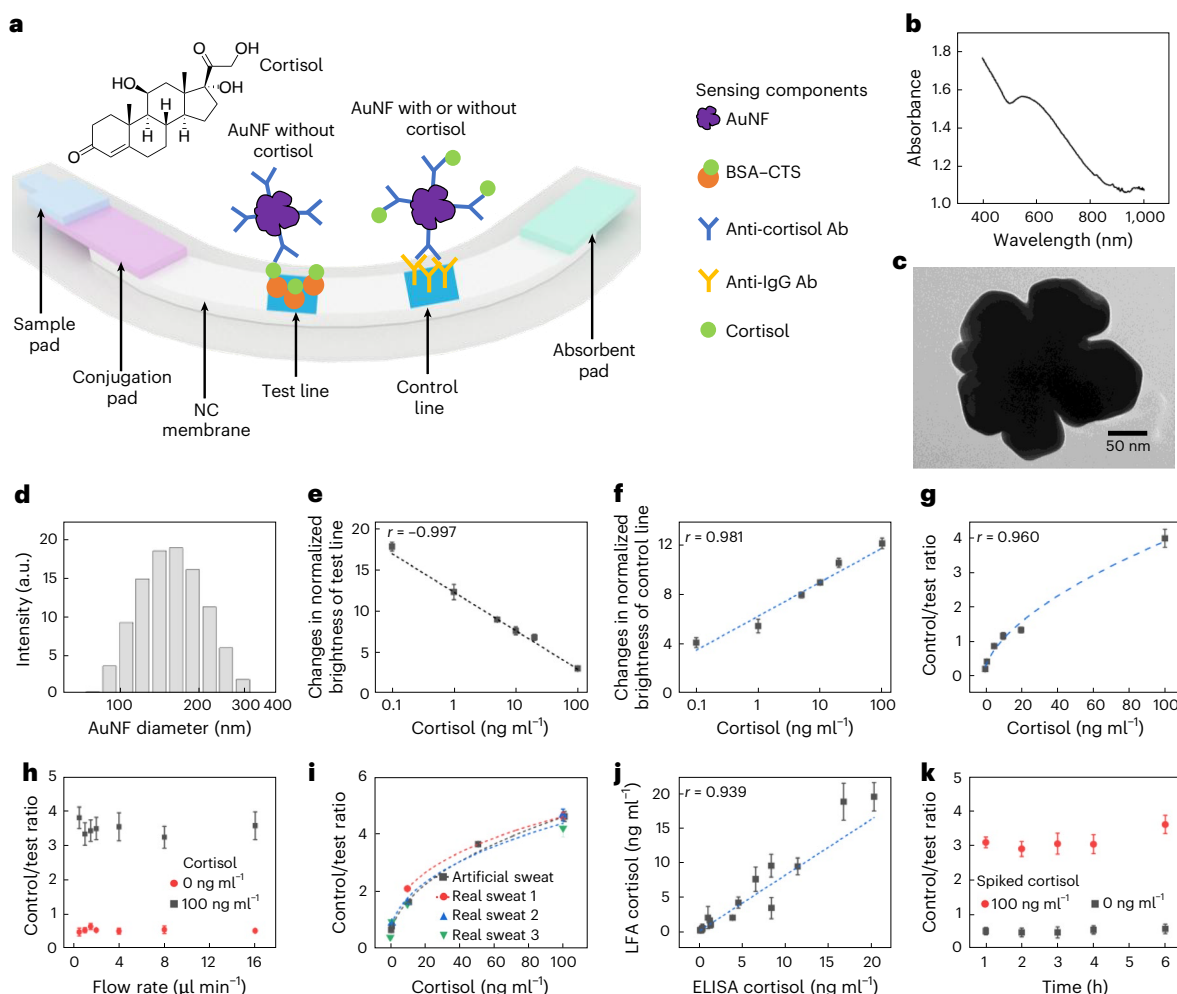 a
O
OH
Cortisol
HO
OH
H
H
H
O
AuNF without
cortisol
AuNF with or without
cortisol
Sample
pad
Conjugation
pad
NC
membrane
Test line
Control
line
Absorbent
pad
Sensing components
AuNF
BSA–CTS
Anti-cortisol Ab
Anti-IgG Ab
Cortisol
b
Absorbance
1.8
1.6
1.4
1.2
1.0
400
600
800
1,000
Wavelength (nm)
c
50 nm
d
Intensity (a.u.)
20
15
10
5
0
100
200
300
400
AuNF diameter (nm)
e
Changes in normalized
brightness of test line
r = –0.997
20
15
10
5
0
0.1
1
10
100
Cortisol (ng ml–1)
f
Changes in normalized
brightness of control line
r = 0.981
12
8
4
0
0.1
1
10
100
Cortisol (ng ml–1)
g
Control/test ratio
r = 0.960
4
3
2
1
0
0
20
40
60
80
100
Cortisol (ng ml–1)
h
Control/test ratio
5
4
3
2
1
0
Cortisol
0 ng ml–1
100 ng ml–1
0
4
8
12
16
Flow rate (µl min–1)
i
Control/test ratio
6
4
2
0
Artificial sweat
Real sweat 1
Real sweat 2
Real sweat 3
0
20
40
60
80
100
Cortisol (ng ml–1)
j
LFA cortisol (ng ml–1)
r = 0.939
20
15
10
5
0
0
5
10
15
20
ELISA cortisol (ng ml–1)
k
Control/test ratio
5
4
3
2
1
0
Spiked cortisol
100 ng ml–1
0 ng ml–1
1
2
3
4
5
6
Time (h)